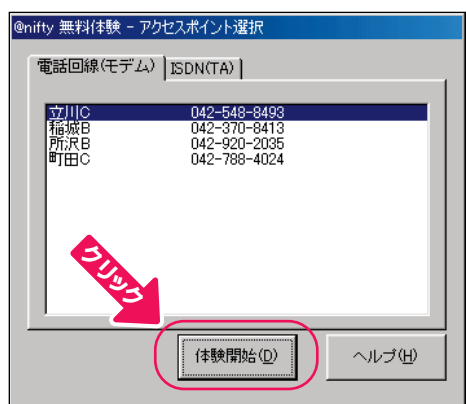 @nifty 無料体験 - アクセスポイント選択
電話回線(モデム) ISDN(TA)
立川C 042-548-8493
稲城B 042-370-8413
所沢B 042-920-2035
町田C 042-788-4024
クリック
体験開始(D) ヘルプ(H)